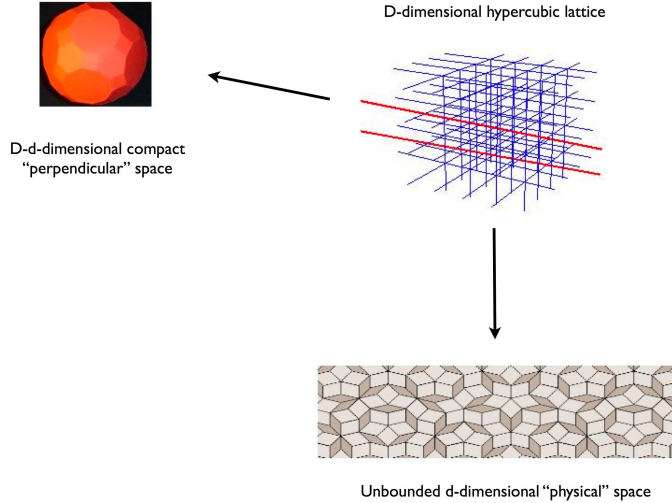 D-dimensional hypercubic lattice
D-d-dimensional compact
“perpendicular” space
Unbounded d-dimensional “physical” space